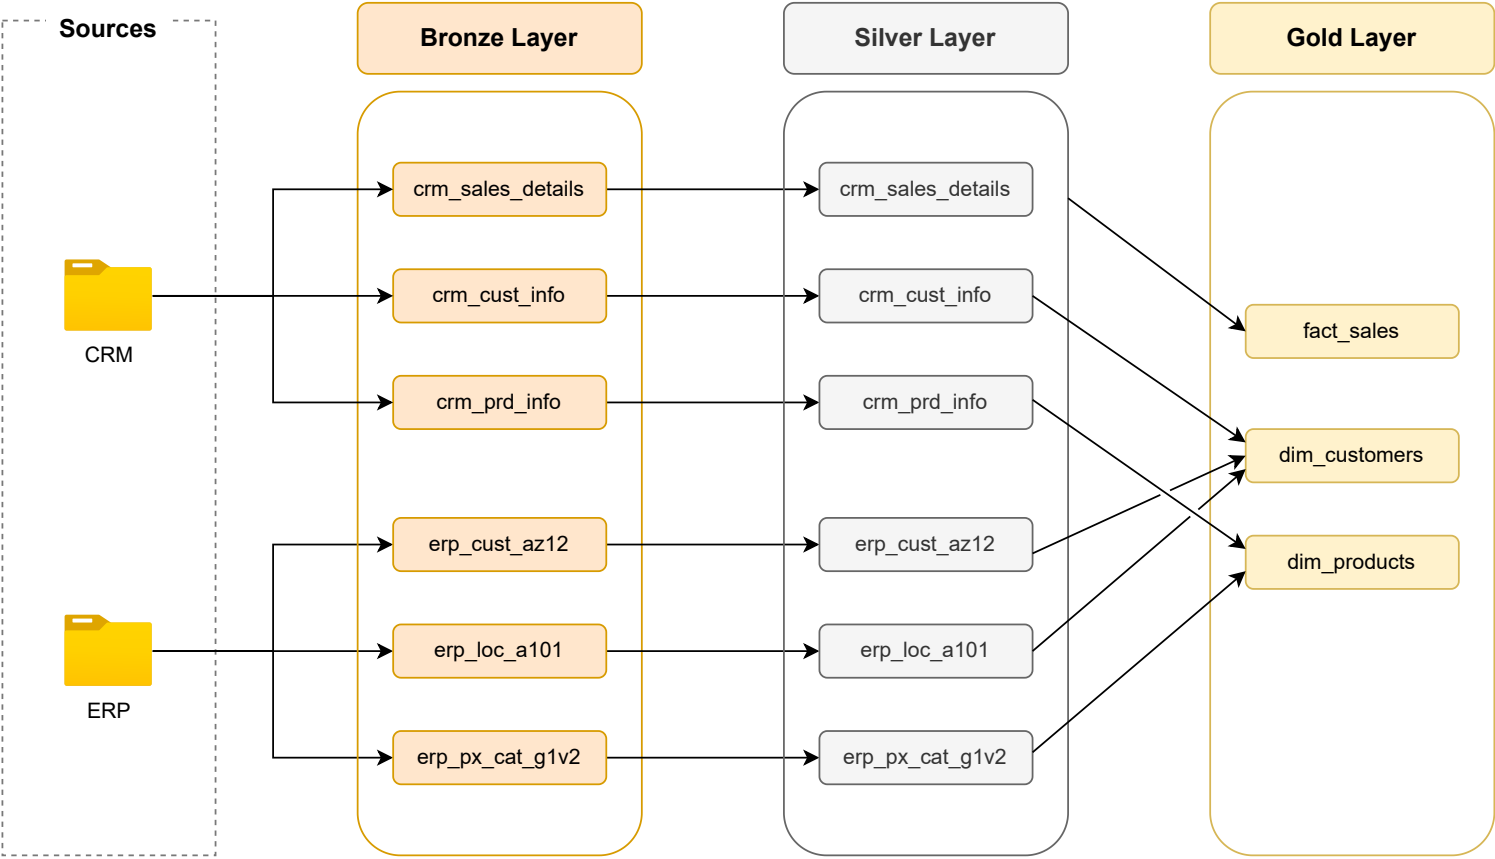 Sources
Bronze Layer
Silver Layer
Gold Layer
CRM
ERP
crm_sales_details
crm_cust_info
crm_prd_info
erp_cust_az12
erp_loc_a101
erp_px_cat_g1v2
crm_sales_details
crm_cust_info
crm_prd_info
erp_cust_az12
erp_loc_a101
erp_px_cat_g1v2
fact_sales
dim_customers
dim_products